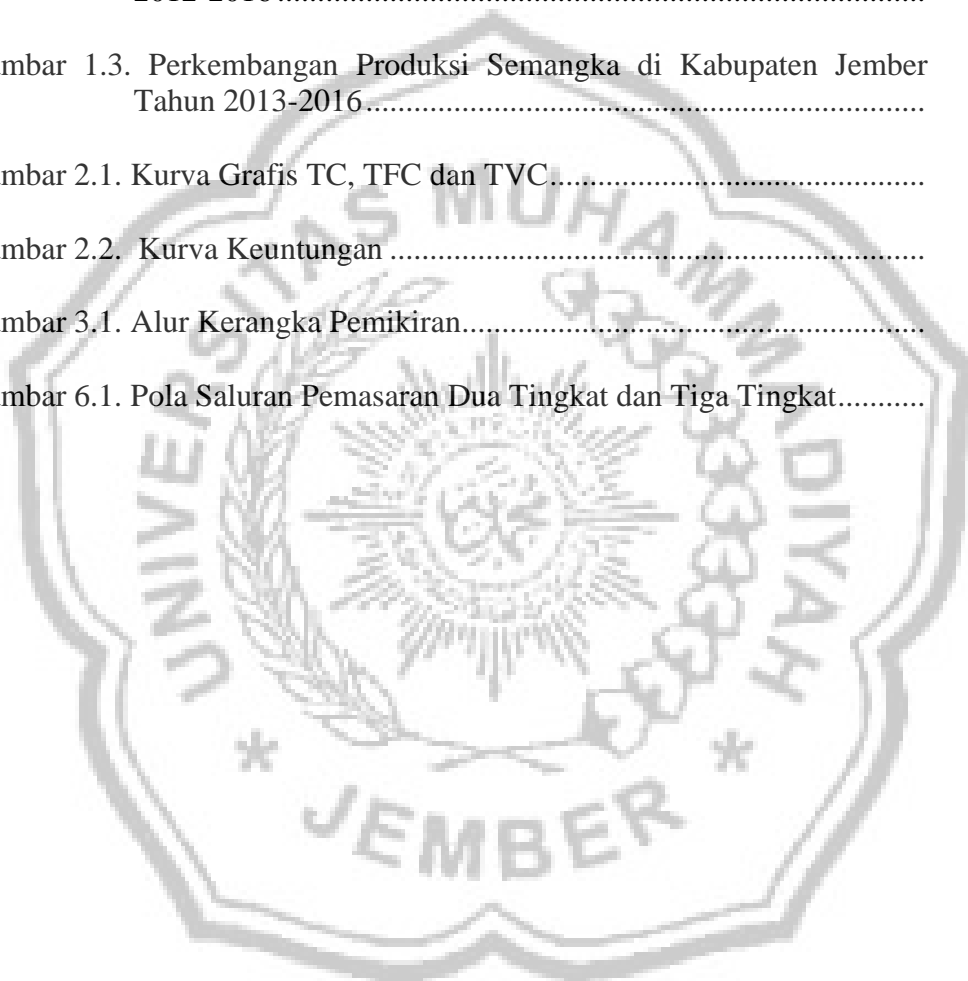 mbar 1.3. Perkembangan Produksi Semangka di Kabupaten Jember
Tahun 2013-2016..........................................................................
mbar 2.1. Kurva Grafis TC, TFC dan TVC.........................................
mbar 2.2. Kurva Keuntungan ......................................................................
mbar 3.1. Alur Kerangka Pemikiran.............................................................
mbar 6.1. Pola Saluran Pemasaran Dua Tingkat dan Tiga Tingkat...........
UNIVERSITAS MUHAMMADIYAH
* JEMBER *